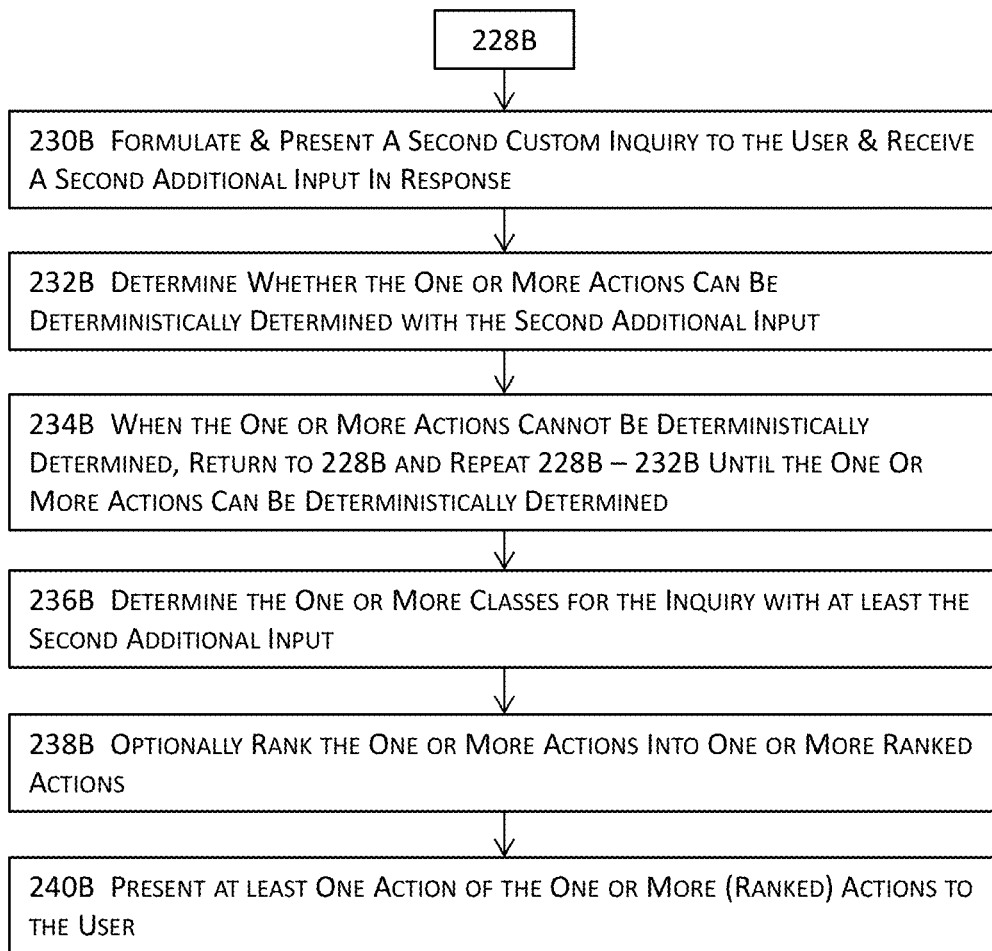 228B
230B FORMULATE & PRESENT A SECOND CUSTOM INQUIRY TO THE USER & RECEIVE
A SECOND ADDITIONAL INPUT IN RESPONSE
232B DETERMINE WHETHER THE ONE OR MORE ACTIONS CAN BE
DETERMINISTICALLY DETERMINED WITH THE SECOND ADDITIONAL INPUT
234B WHEN THE ONE OR MORE ACTIONS CANNOT BE DETERMINISTICALLY
DETERMINED, RETURN TO 228B AND REPEAT 228B – 232B UNTIL THE ONE OR
MORE ACTIONS CAN BE DETERMINISTICALLY DETERMINED
236B DETERMINE THE ONE OR MORE CLASSES FOR THE INQUIRY WITH AT LEAST THE
SECOND ADDITIONAL INPUT
238B OPTIONALLY RANK THE ONE OR MORE ACTIONS INTO ONE OR MORE RANKED
ACTIONS
240B PRESENT AT LEAST ONE ACTION OF THE ONE OR MORE (RANKED) ACTIONS TO
THE USER